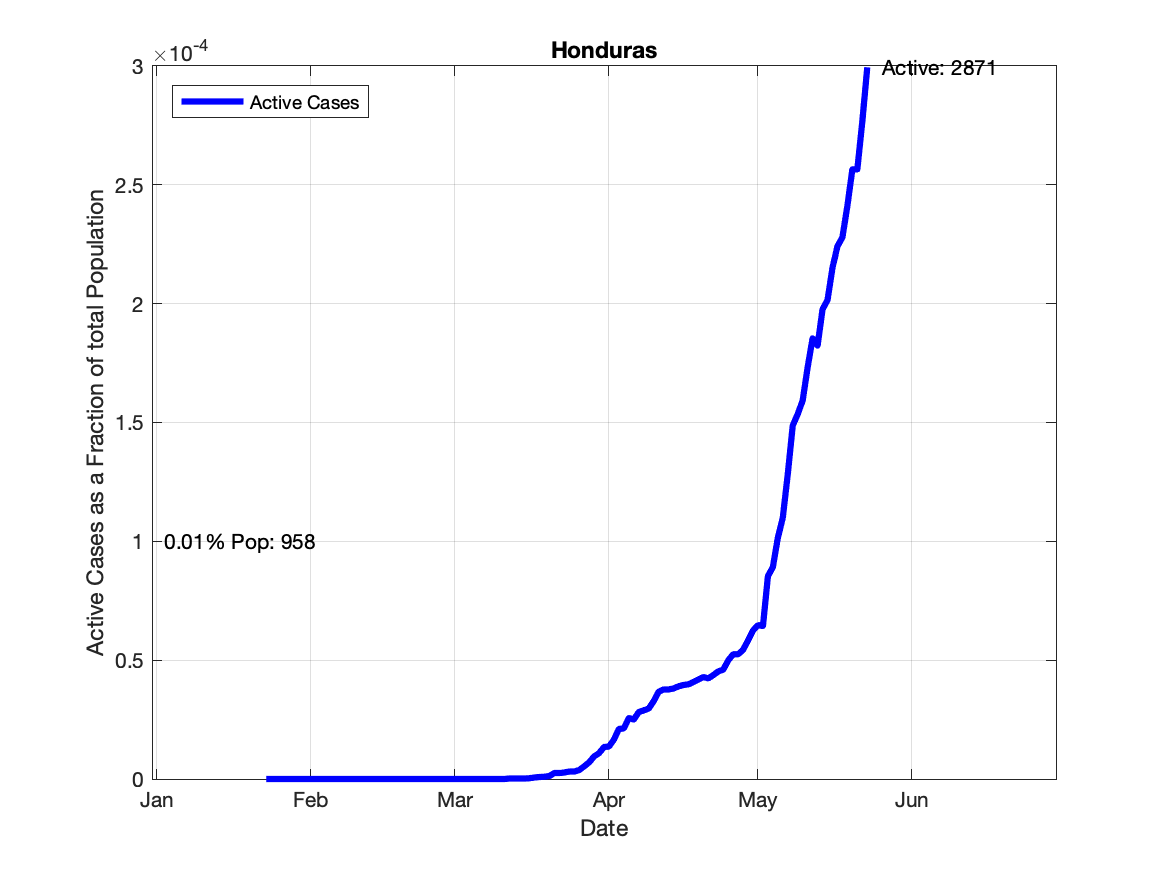 Honduras
×10-4
3
2.5
2
1.5
1
0.5
0
Active Cases as a Fraction of total Population
Active Cases
Active: 2871
0.01% Pop: 958
Jan
Feb
Mar
Apr
May
Jun
Date